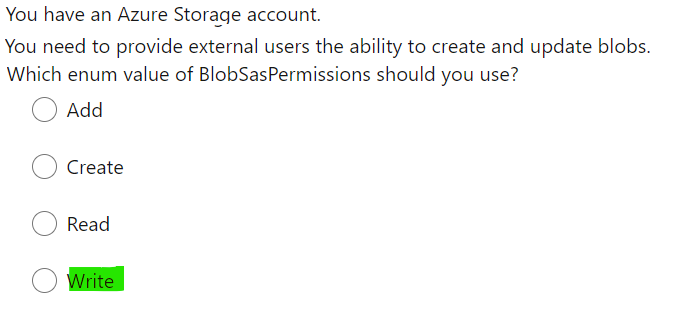 You have an Azure Storage account.
You need to provide external users the ability to create and update blobs.
Which enum value of BlobSasPermissions should you use?
Add
Create
Read
Write